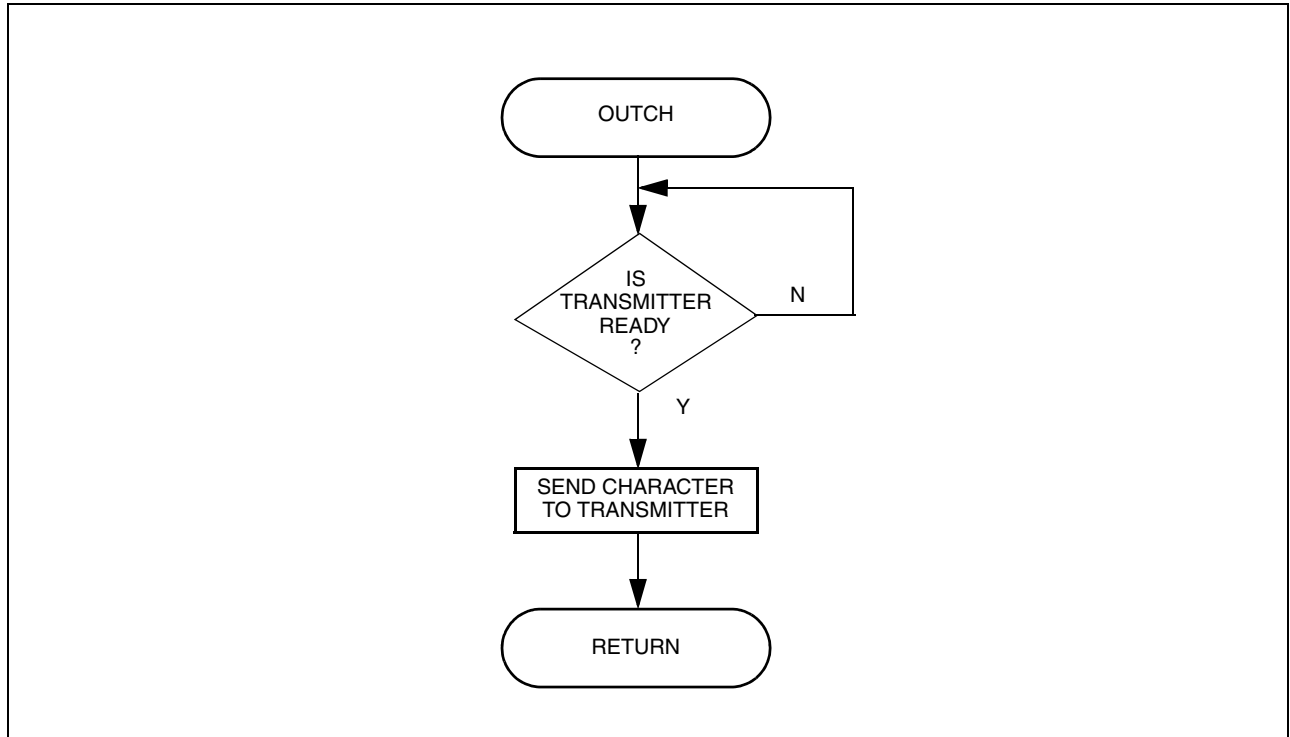 OUTCH
IS
TRANSMITTER
READY
?
N
Y
SEND CHARACTER
TO TRANSMITTER
RETURN